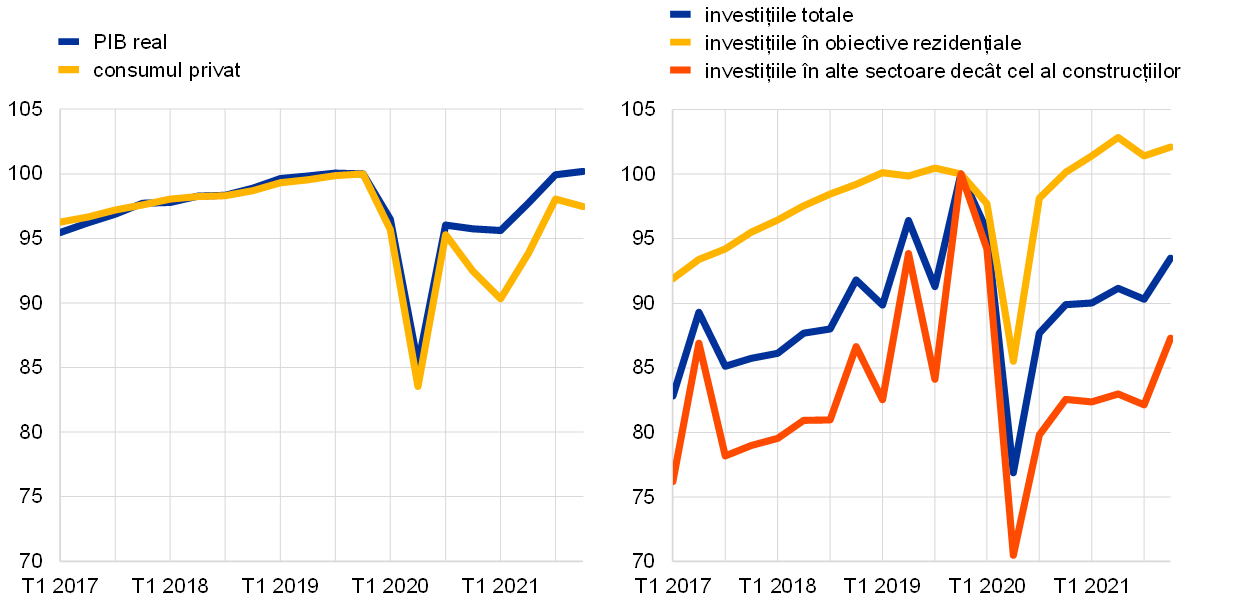 PIB real
consumul privat
105
100
95
90
85
80
75
70
T1 2017 T1 2018 T1 2019 T1 2020 T1 2021
investițiile totale
investițiile în obiective rezidențiale
investițiile în alte sectoare decât cel al construcțiilor
105
100
95
90
85
80
75
70
T1 2017 T1 2018 T1 2019 T1 2020 T1 2021